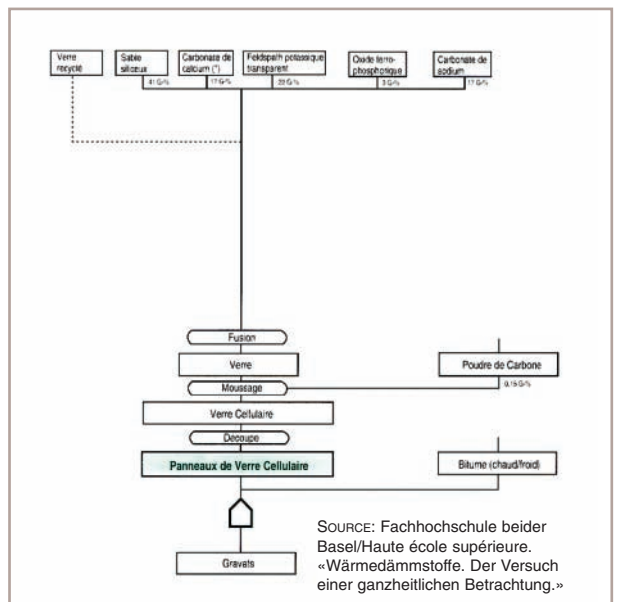 Verre
recyclé
Sable
siliceux
Carbonate de
calcium (*)
Feldspath potassique
transparent
Oxide ferro-
phosphorique
Carbonate de
sodium
41 G%
17 G%
3 G%
17 G%
Fusion
Verre
Poudre de Carbone
Moussage
0,15 G%
Verre Cellulaire
Découpe
Panneaux de Verre Cellulaire
Bitume (chaud/froid)
Gravats
SOURCE: Fachhochschule beider
Basel/Haute école supérieure.
«Wärmedämmstoffe. Der Versuch
einer ganzheitlichen Betrachtung.»